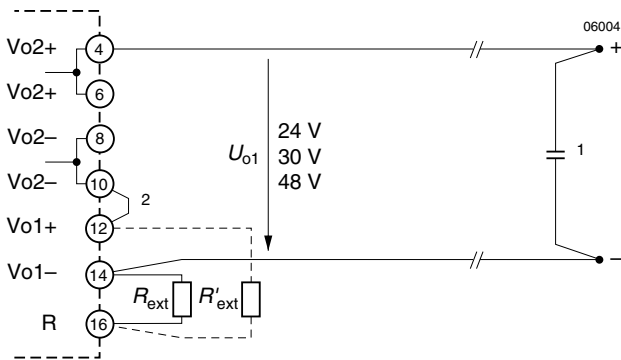 06004
Vo2+ 4 +
Vo2+ 6
Vo2– 8
Vo2– 10
Vo1+ 12
Vo1– 14 –
R 16
2
Uo1
24 V
30 V
48 V
1
Rext R'ext